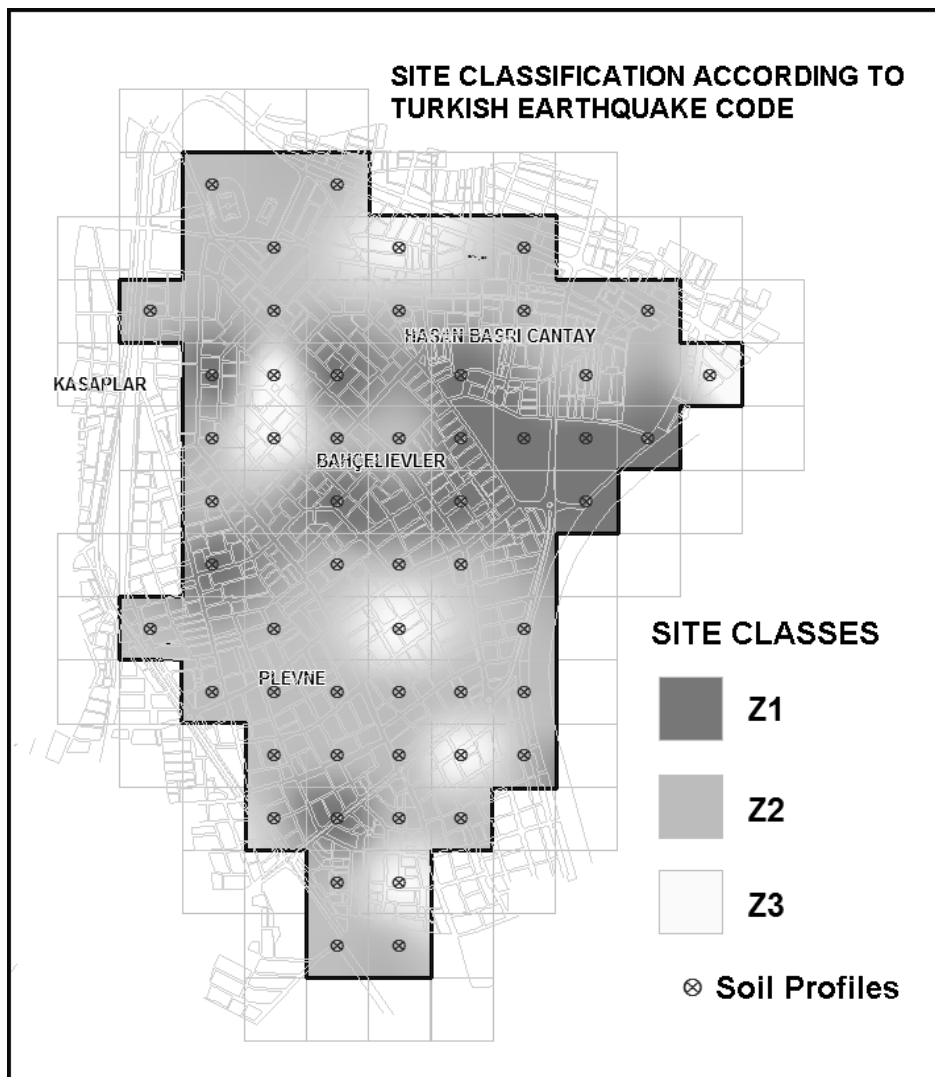 SITE CLASSIFICATION ACCORDING TO
TURKISH EARTHQUAKE CODE
HASAN BASRI CANTAY
KASAPLAR
BAHÇELIEVLER
PLEVNE
SITE CLASSES
Z1
Z2
Z3
Soil Profiles